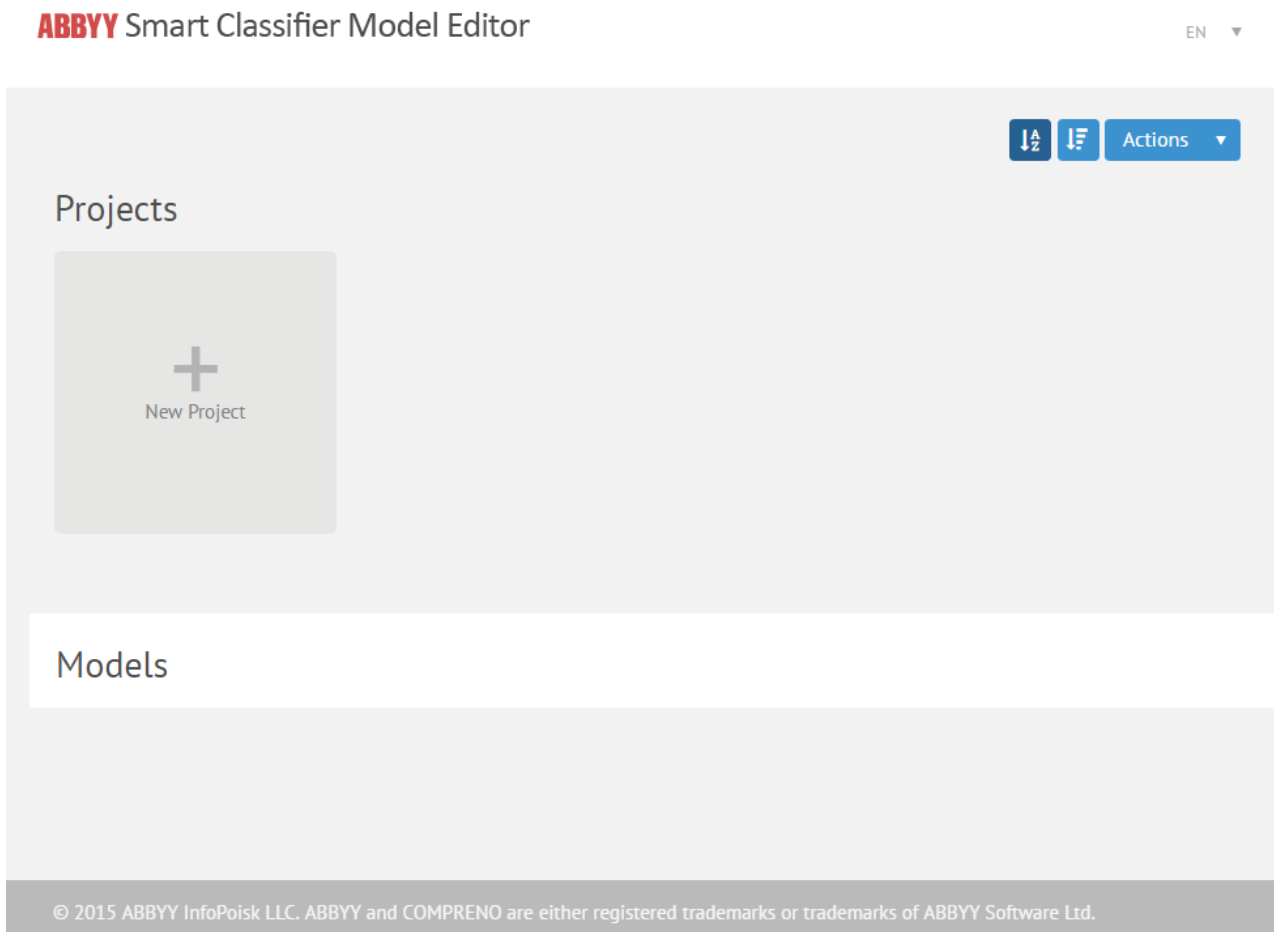 ABBYY Smart Classifier Model Editor
EN
Actions
Projects
New Project
Models
© 2015 ABBYY InfoPoisk LLC. ABBYY and COMPRENO are either registered trademarks or trademarks of ABBYY Software Ltd.